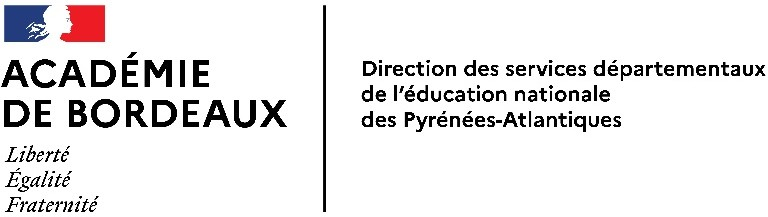 ACADÉMIE
DE BORDEAUX
Liberté
Égalité
Fraternité
Direction des services départementaux
de l'éducation nationale
des Pyrénées-Atlantiques